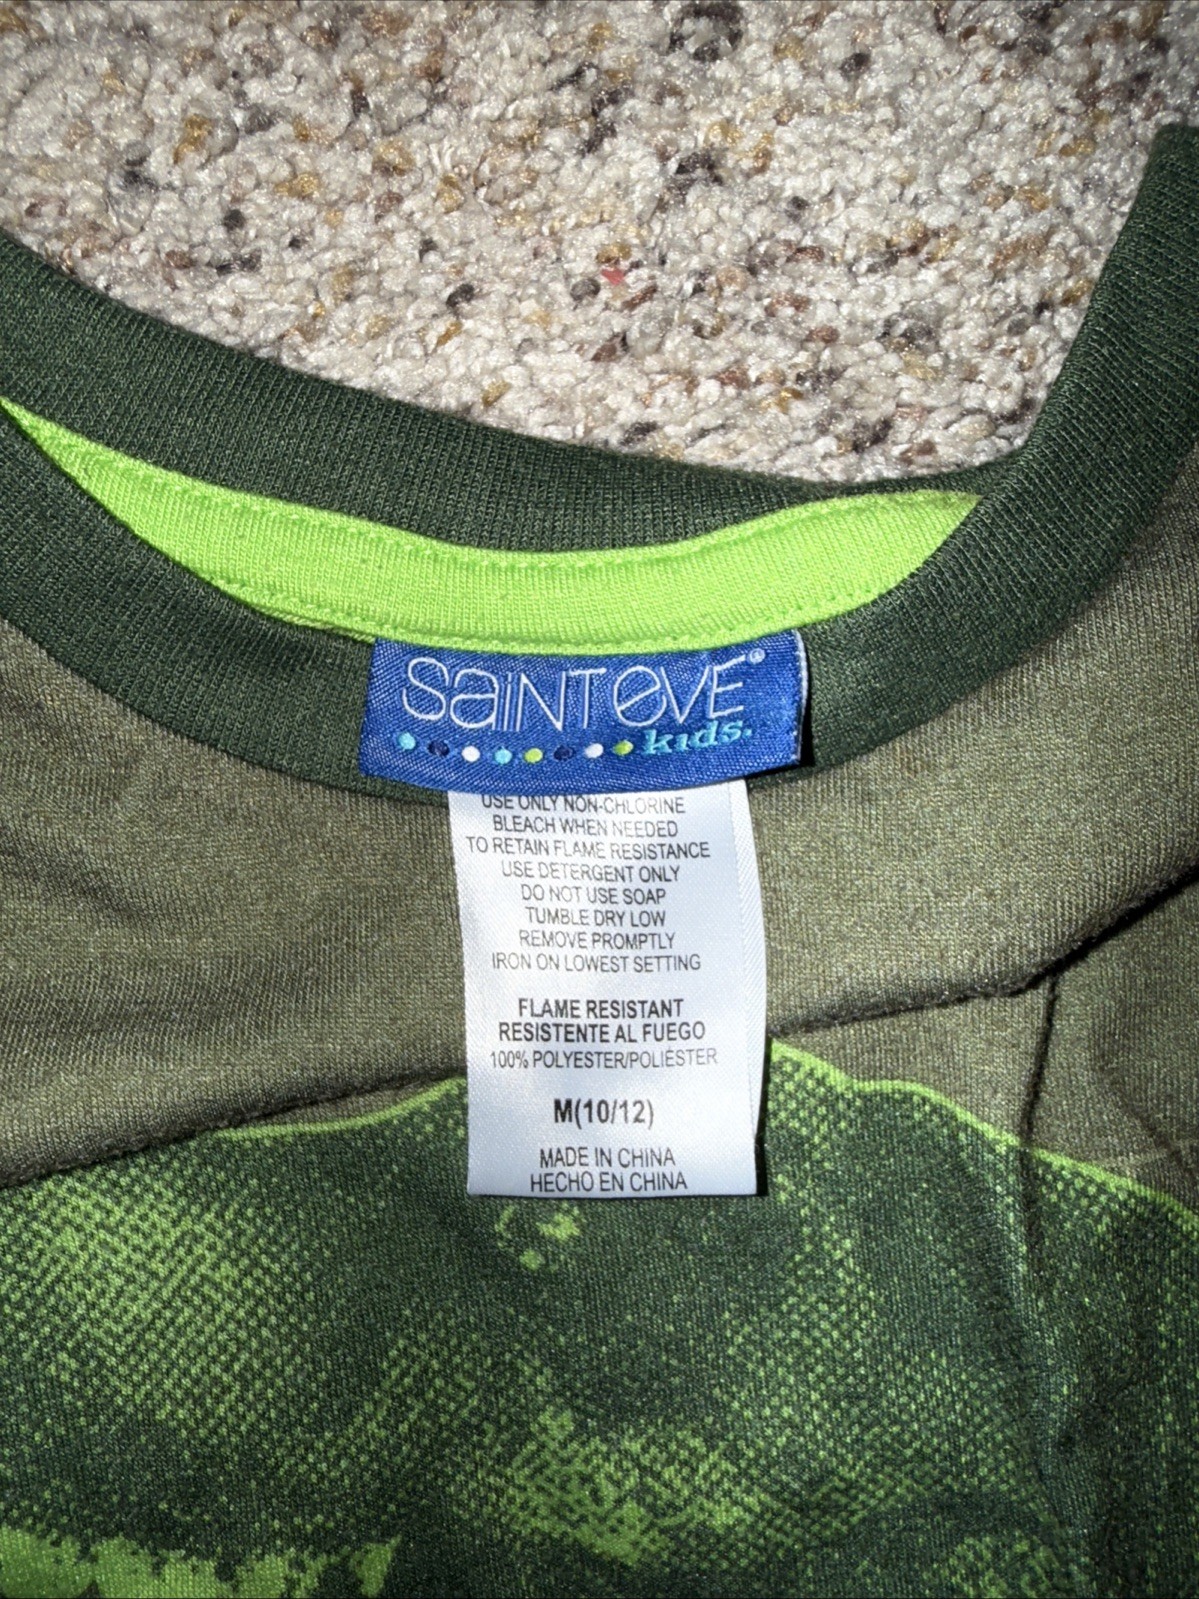 SaiNT eVE®
kids.
USE ONLY NON-CHLORINE
BLEACH WHEN NEEDED
TO RETAIN FLAME RESISTANCE
USE DETERGENT ONLY
DO NOT USE SOAP
TUMBLE DRY LOW
REMOVE PROMPTLY
IRON ON LOWEST SETTING
FLAME RESISTANT
RESISTENTE AL FUEGO
100% POLYESTER/POLIÉSTER
M(10/12)
MADE IN CHINA
HECHO EN CHINA